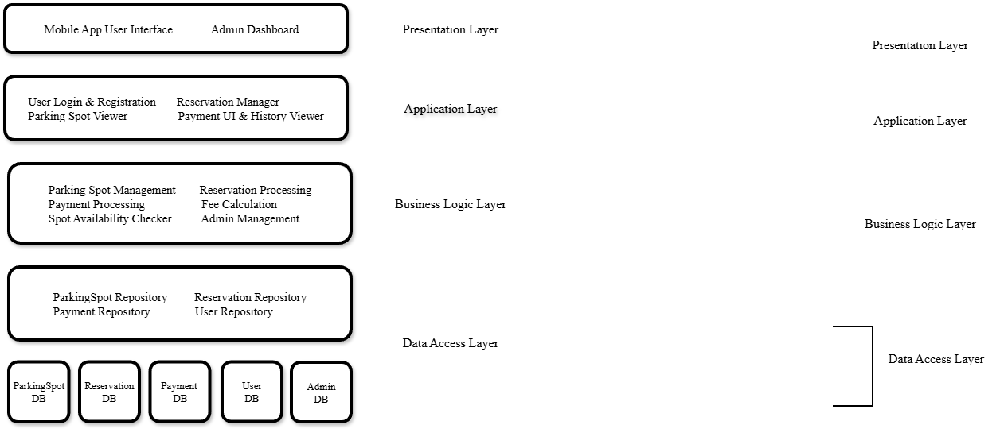 Mobile App User Interface Admin Dashboard
Presentation Layer
Presentation Layer
User Login & Registration Reservation Manager
Parking Spot Viewer Payment UI & History Viewer
Application Layer
Application Layer
Parking Spot Management Reservation Processing
Payment Processing Fee Calculation
Spot Availability Checker Admin Management
Business Logic Layer
Business Logic Layer
ParkingSpot Repository Reservation Repository
Payment Repository User Repository
Data Access Layer
Data Access Layer
ParkingSpot
DB
Reservation
DB
Payment
DB
User
DB
Admin
DB